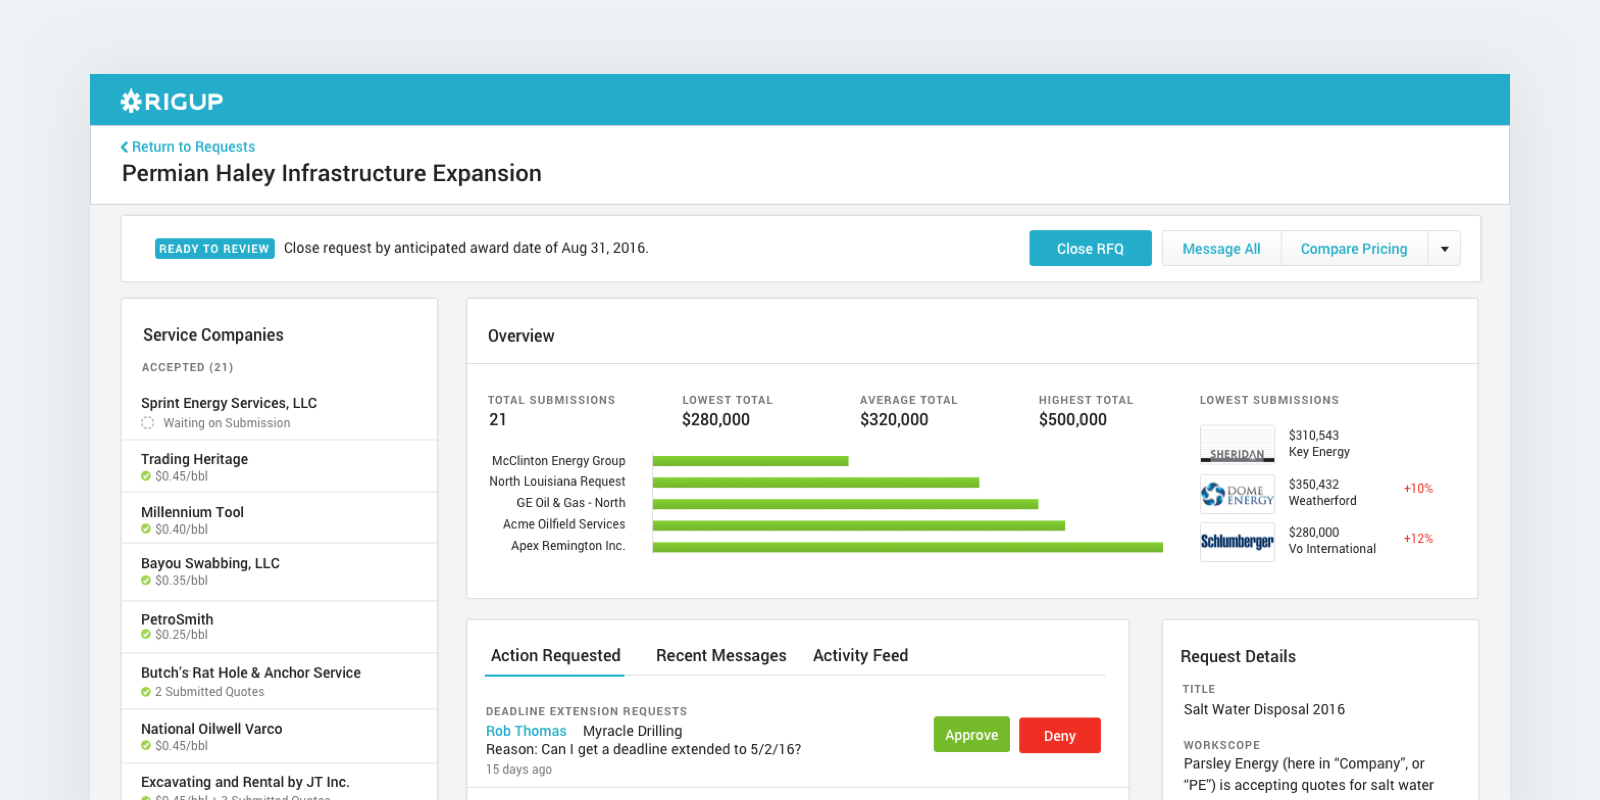 RIGUP
Return to Requests
Permian Haley Infrastructure Expansion
READY TO REVIEW Close request by anticipated award date of Aug 31, 2016.
Close RFQ
Message All
Compare Pricing
Service Companies
ACCEPTED (21)
Sprint Energy Services, LLC
Waiting on Submission
Trading Heritage
$0.45/bbl
Millennium Tool
$0.40/bbl
Bayou Swabbing, LLC
$0.35/bbl
PetroSmith
$0.25/bbl
Butch's Rat Hole & Anchor Service
2 Submitted Quotes
National Oilwell Varco
$0.45/bbl
Excavating and Rental by JT Inc.
$0.45/bbl + 3 Submitted Quotes
Overview
TOTAL SUBMISSIONS
21
LOWEST TOTAL
$280,000
AVERAGE TOTAL
$320,000
HIGHEST TOTAL
$500,000
McClinton Energy Group
North Louisiana Request
GE Oil & Gas - North
Acme Oilfield Services
Apex Remington Inc.
LOWEST SUBMISSIONS
SHERIDAN
$310,543
Key Energy
DOME
ENERGY
$350,432
Weatherford
+10%
Schlumberger
$280,000
Vo International
+12%
Action Requested
Recent Messages
Activity Feed
DEADLINE EXTENSION REQUESTS
Rob Thomas Myracle Drilling
Reason: Can I get a deadline extended to 5/2/16?
15 days ago
Approve
Deny
Request Details
TITLE
Salt Water Disposal 2016
WORKSCOPE
Parsley Energy (here in “Company”, or
“PE”) is accepting quotes for salt water